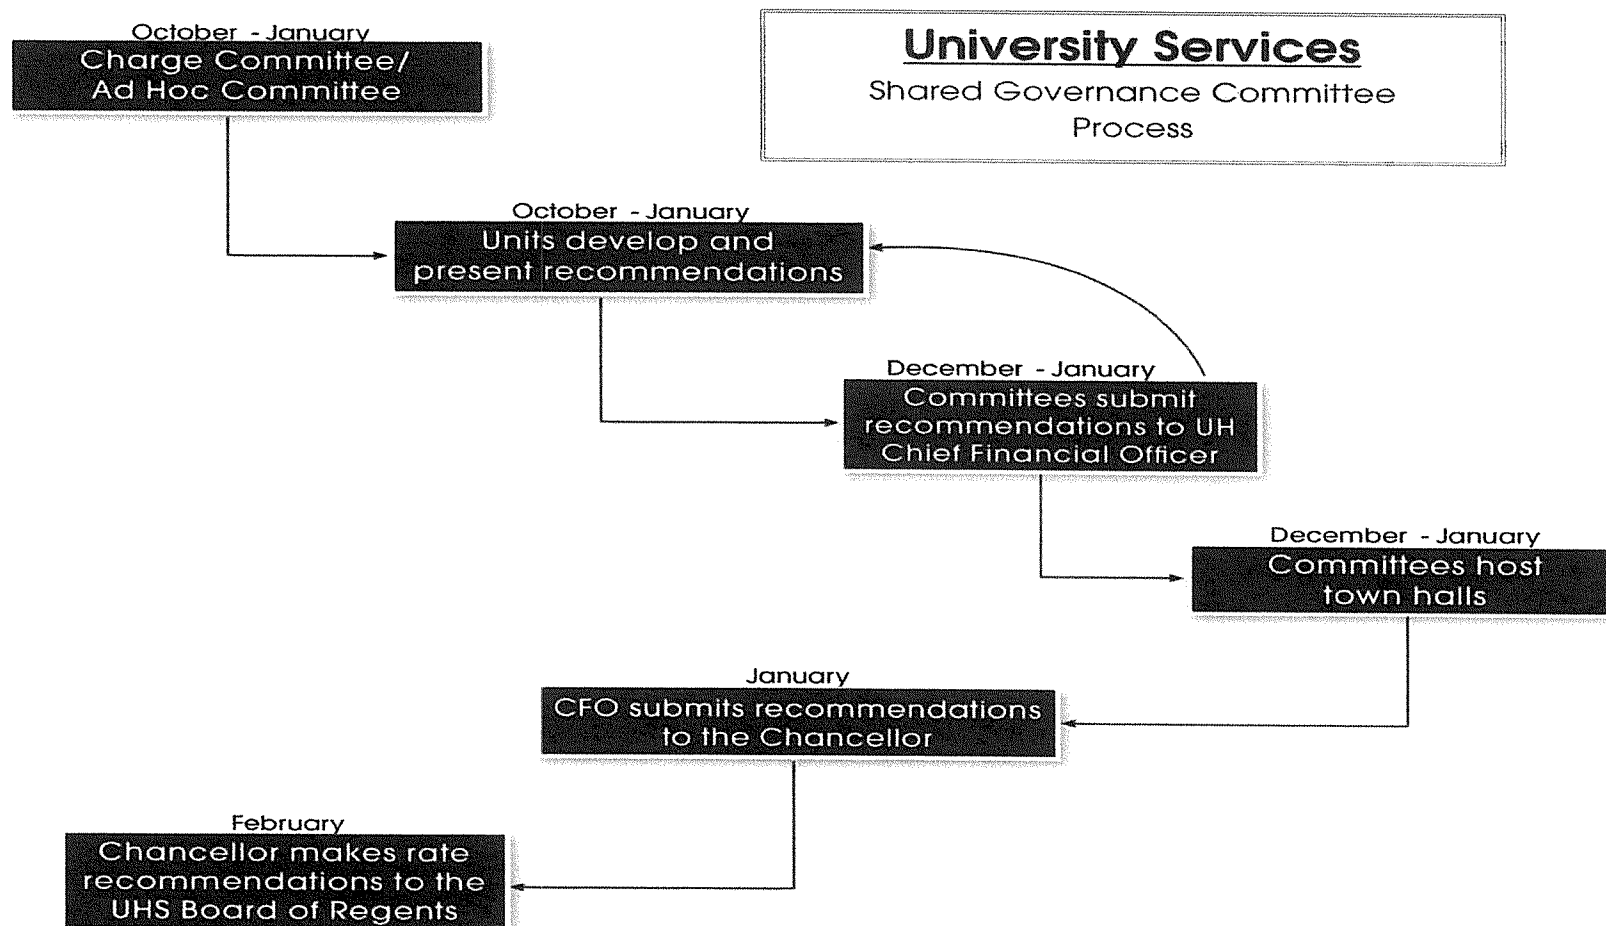 October - January
Charge Committee/
Ad Hoc Committee
University Services
Shared Governance Committee
Process
October - January
Units develop and
present recommendations
December - January
Committees submit
recommendations to UH
Chief Financial Officer
December - January
Committees host
town halls
January
CFO submits recommendations
to the Chancellor
February
Chancellor makes rate
recommendations to the
UHS Board of Regents